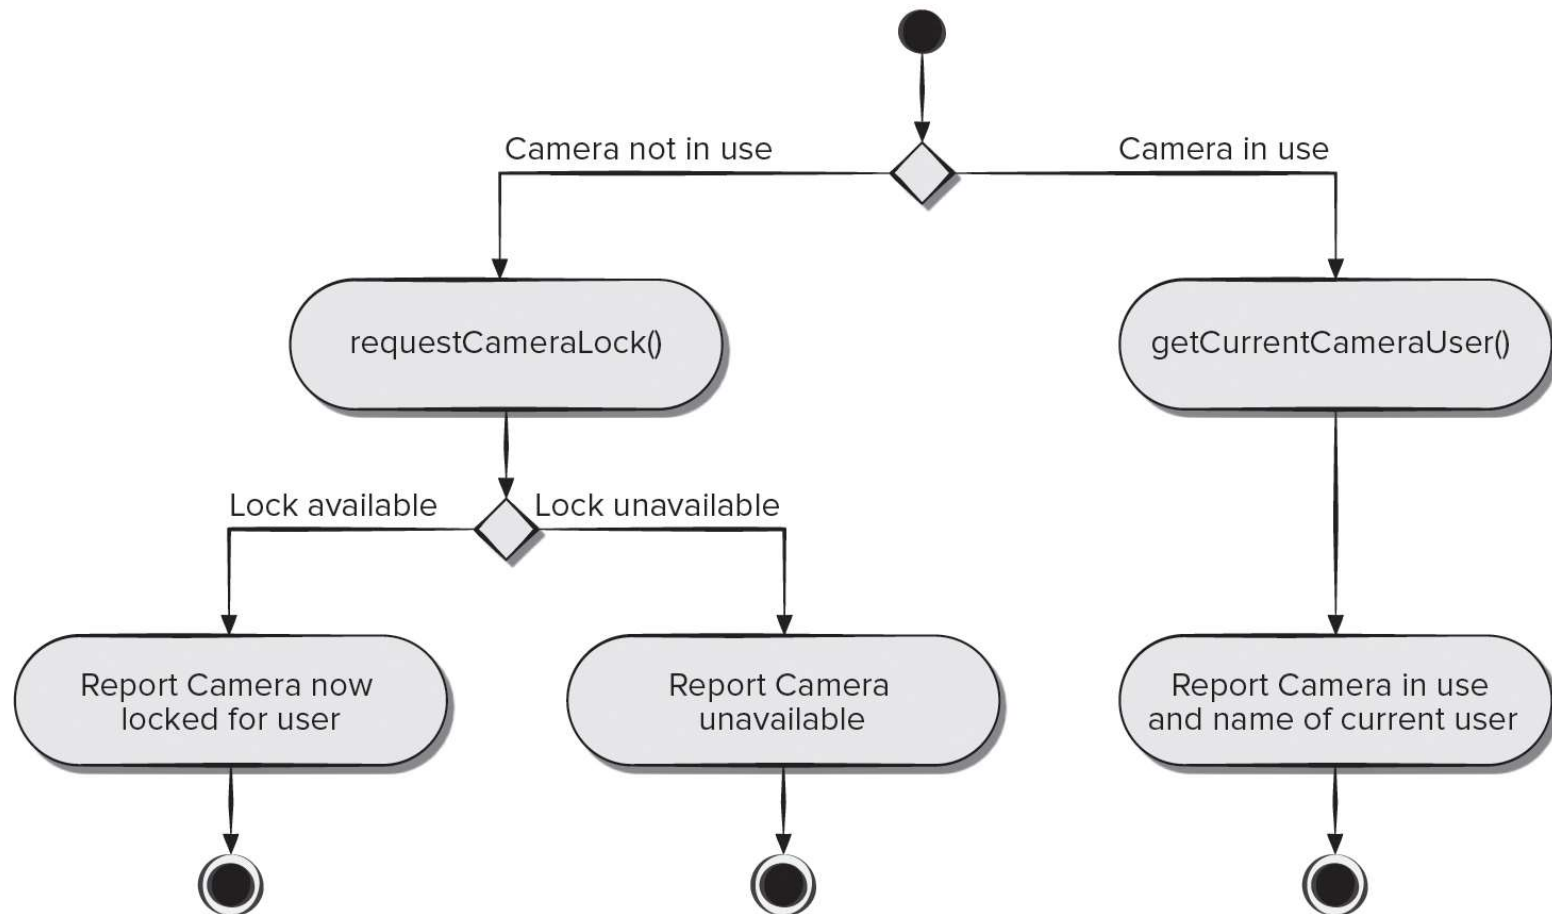 Camera not in use
Camera in use
requestCameraLock()
getCurrentCameraUser()
Lock available
Lock unavailable
Report Camera now
locked for user
Report Camera
unavailable
Report Camera in use
and name of current user